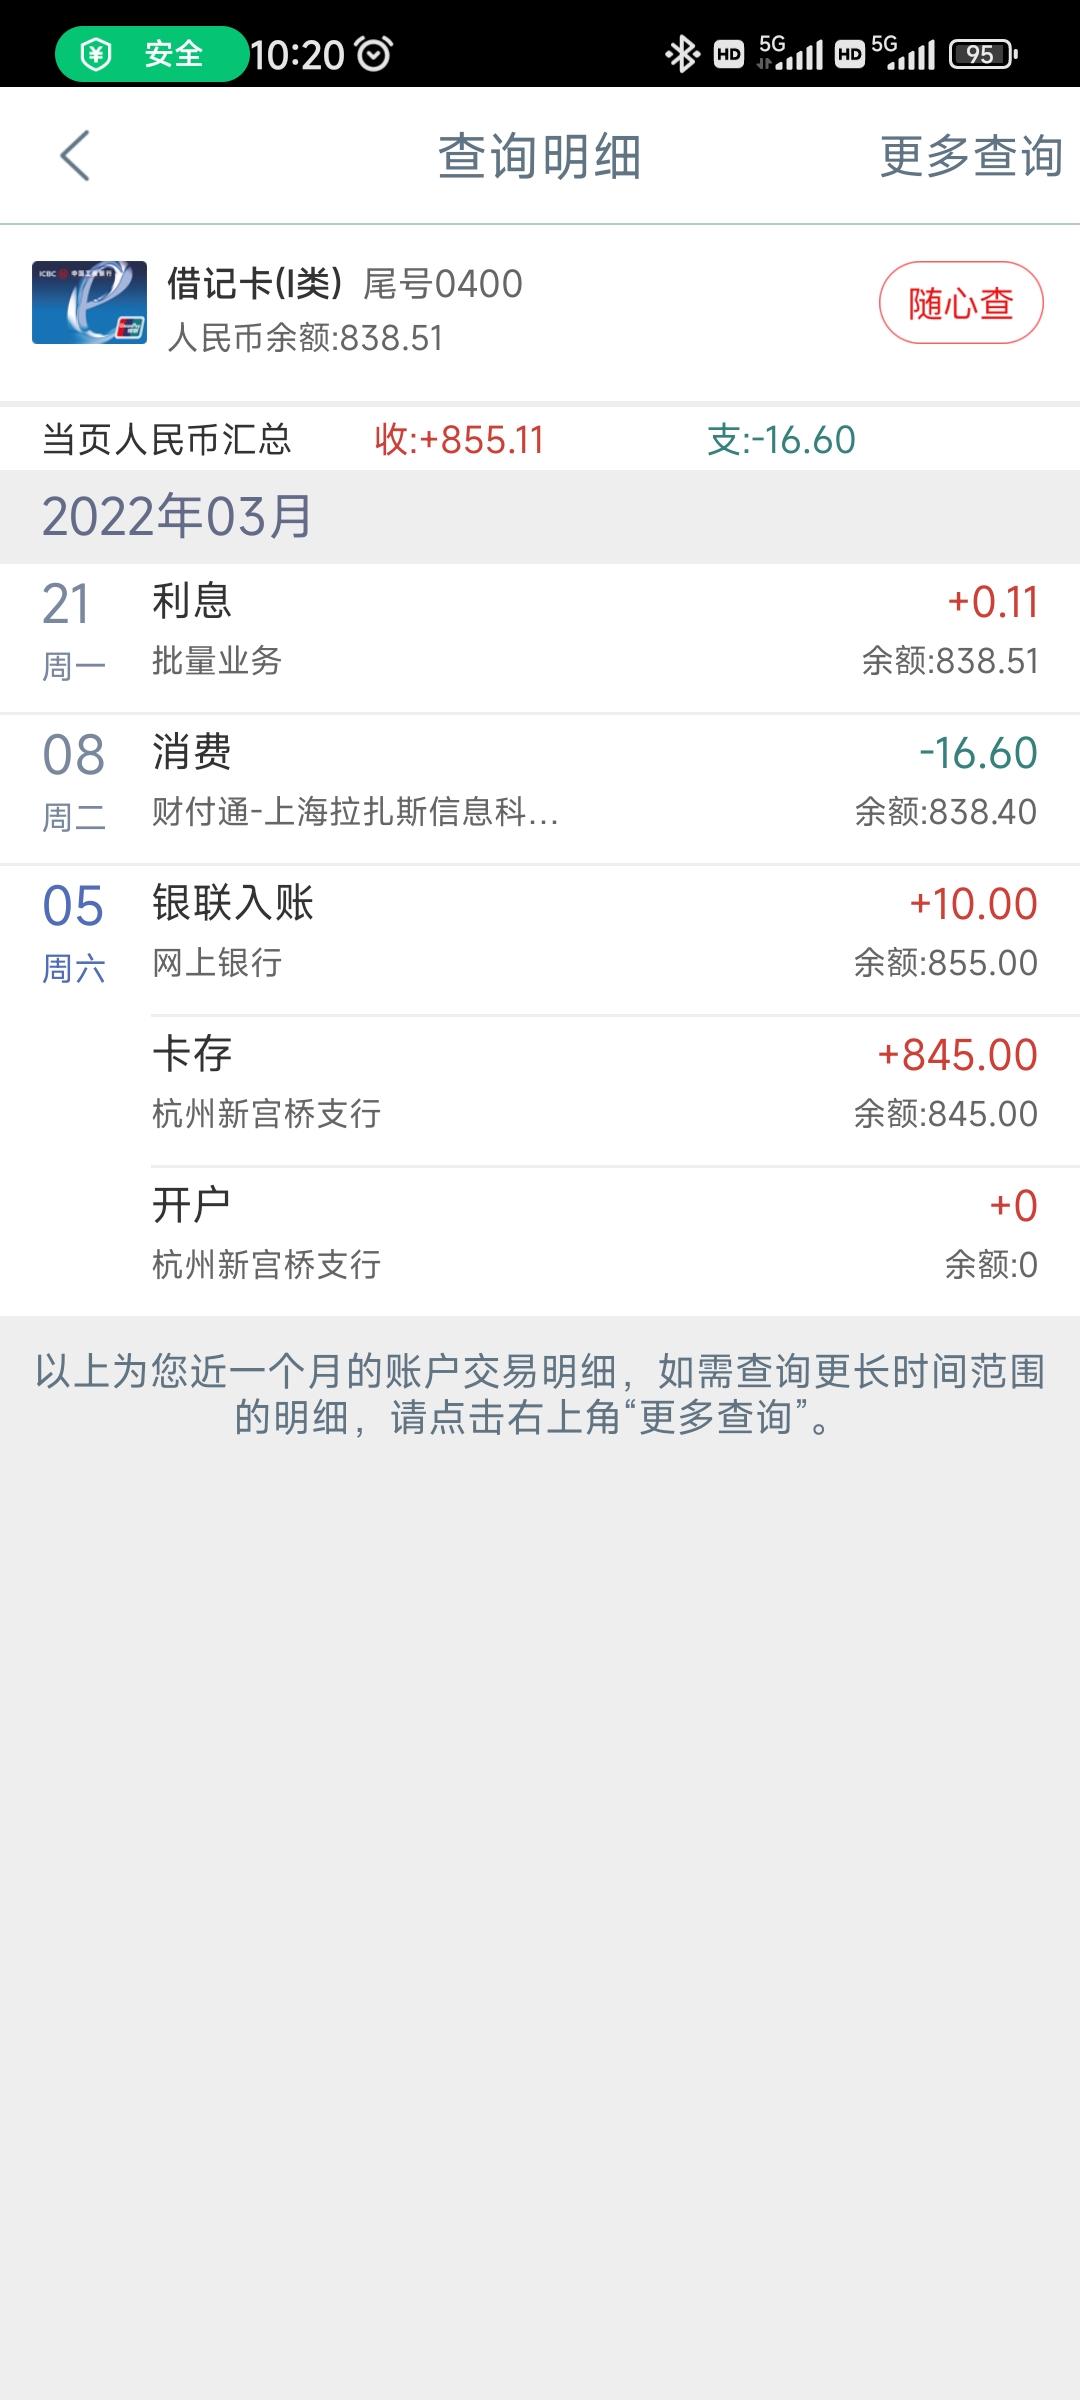 安全 10:20 HD 5G HD 5G 95
查询明细 更多查询
ICBC 中国工商银行
借记卡(I类) 尾号0400 随心查
人民币余额:838.51
当页人民币汇总 收:+855.11 支:-16.60
2022年03月
21 利息 +0.11
周一 批量业务 余额:838.51
08 消费 -16.60
周二 财付通-上海拉扎斯信息科... 余额:838.40
05 银联入账 +10.00
周六 网上银行 余额:855.00
卡存 +845.00
杭州新宫桥支行 余额:845.00
开户 +0
杭州新宫桥支行 余额:0
以上为您近一个月的账户交易明细，如需查询更长时间范围
的明细，请点击右上角“更多查询”。